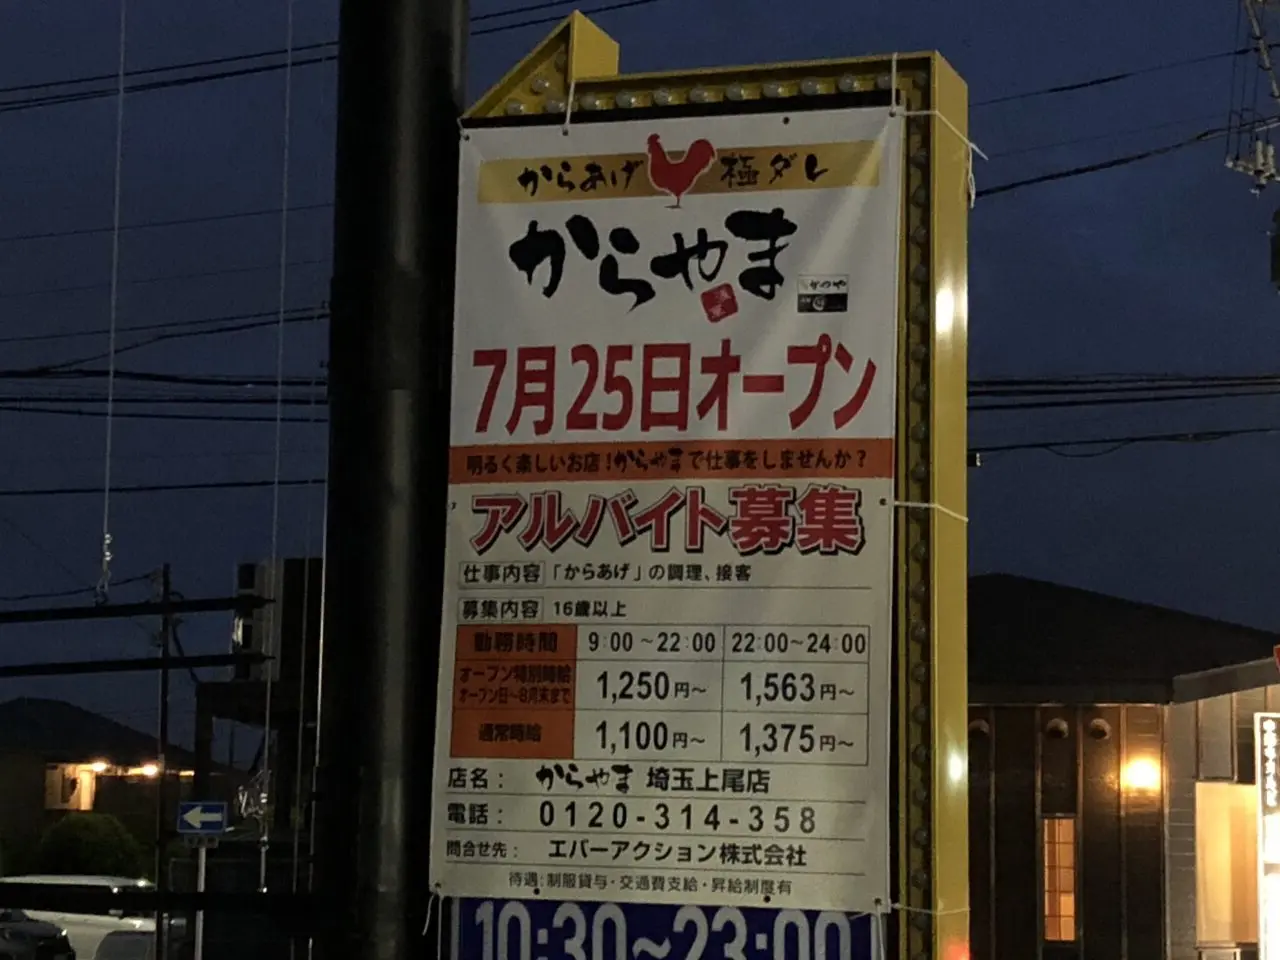 からあげ 極ダレ
からやま
7月25日オープン
明るく楽しいお店!からやまで仕事をしませんか?
アルバイト募集
仕事内容 「からあげ」の調理、接客
募集内容 16歳以上
勤務時間 9:00~22:00 22:00~24:00
オープン特別時給
オープン日~8月末まで 1,250円~ 1,563円~
通常時給 1,100円~ 1,375円~
店名: からやま 埼玉上尾店
電話: 0120-314-358
問合せ先: エバーアクション株式会社
待遇:制服貸与・交通費支給・昇給制度有
10:30~23:00